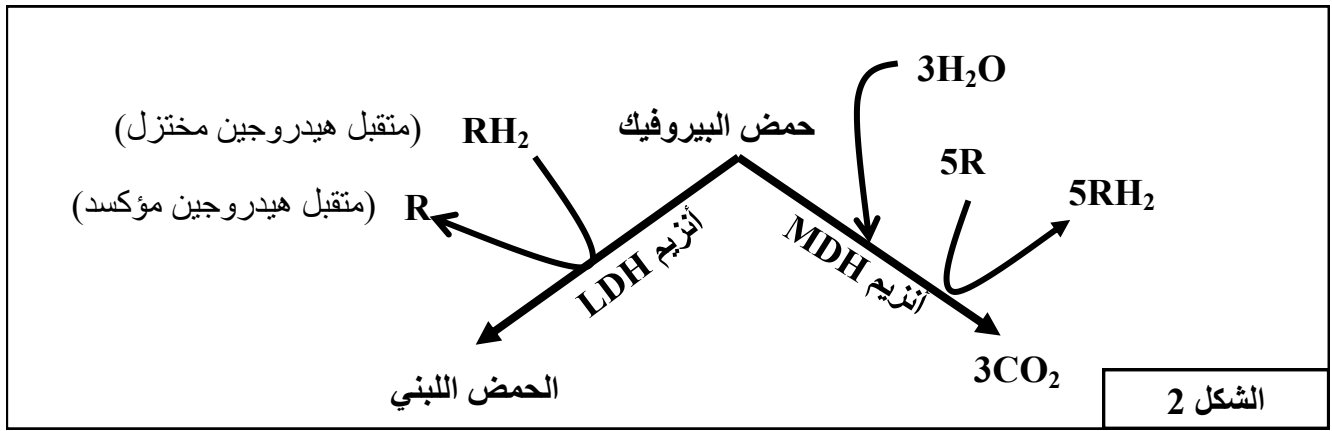 3H₂O
حمض البيروفيك
RH₂ (متقبل هيدروجين مختزل)
5R
5RH₂
R (متقبل هيدروجين مؤكسد)
أنزيم LDH
أنزيم MDH
3CO₂
الحمض اللبني
الشكل 2